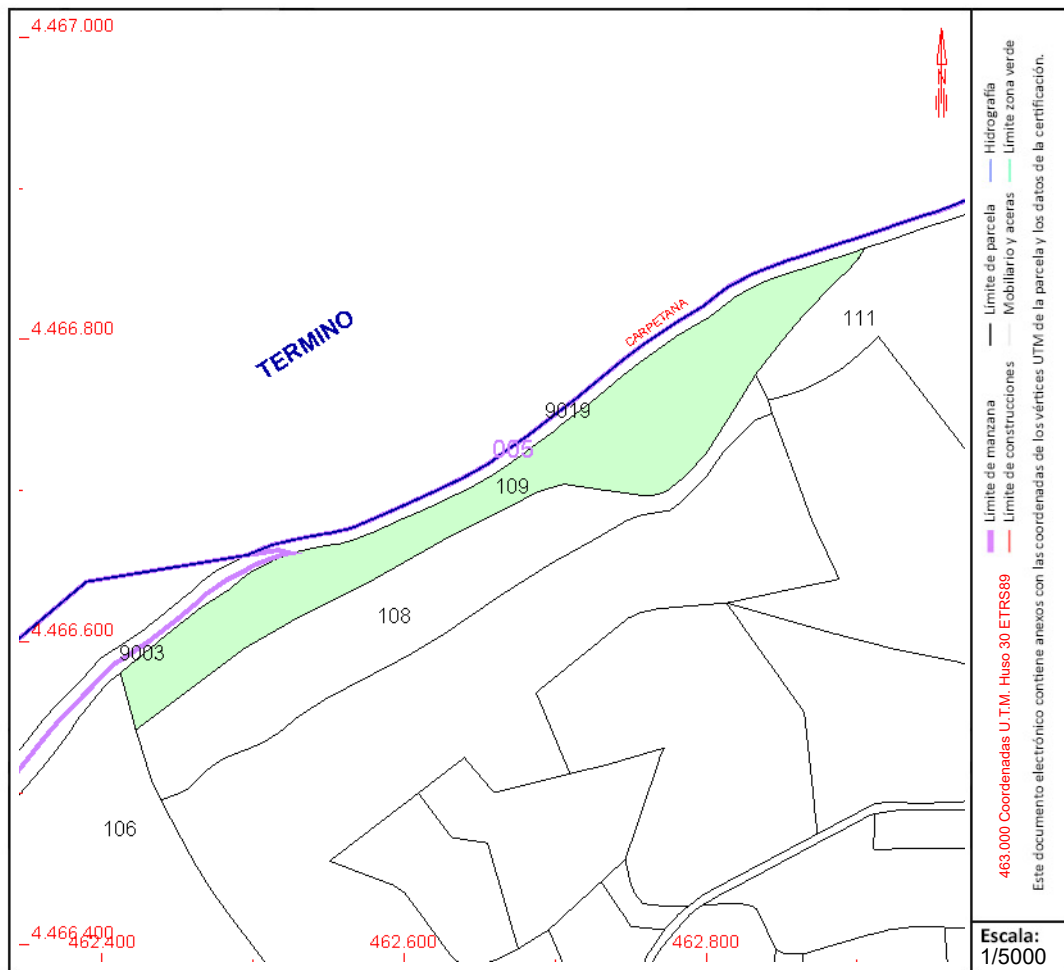 4.467.000
N
4.466.800
TERMINO
CARPETANA
111
9019
005
109
108
4.466.600
9003
106
4.466.400
462.400
462.600
462.800
Límite de manzana
Límite de parcela
Hidrografía
Límite de construcciones
Mobiliario y aceras
Límite zona verde
463.000 Coordenadas U.T.M. Huso 30 ETRS89
Este documento electrónico contiene anexos con las coordenadas de los vértices UTM de la parcela y los datos de la certificación.
Escala:
1/5000